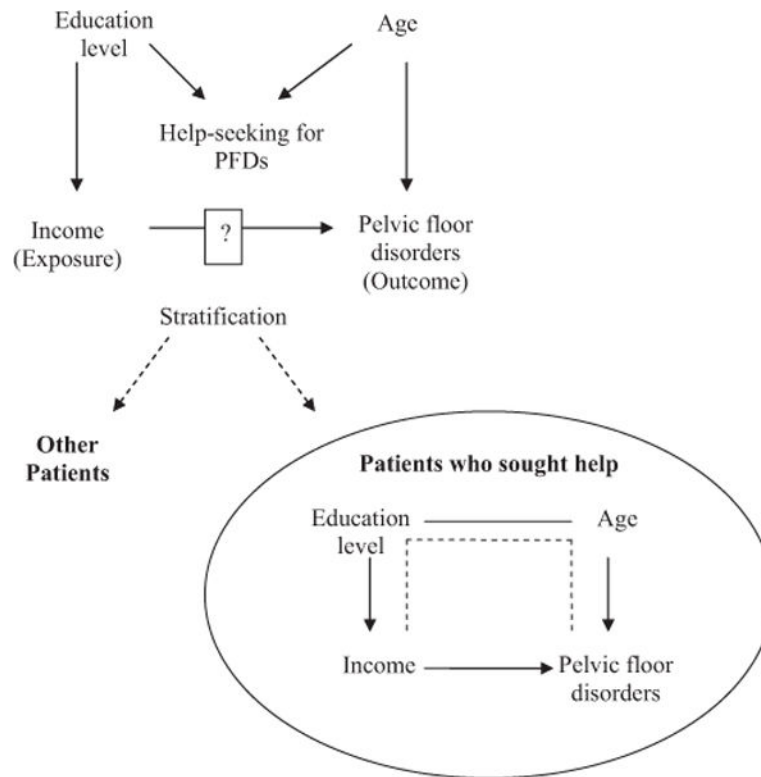 Education
level
Age
Help-seeking for
PFDs
Income
(Exposure)
?
Pelvic floor
disorders
(Outcome)
Stratification
Other
Patients
Patients who sought help
Education
level
Age
Income
Pelvic floor
disorders